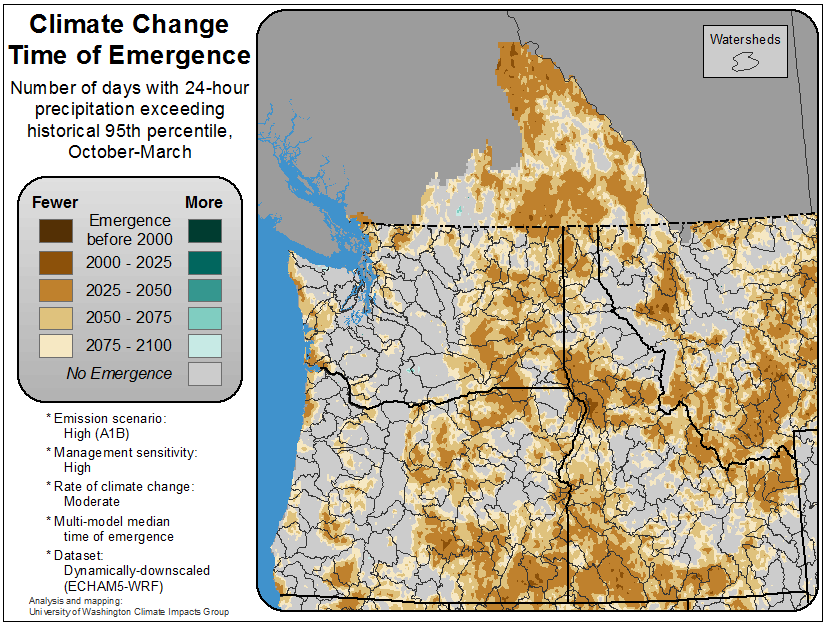 Climate Change
Time of Emergence
Number of days with 24-hour
precipitation exceeding
historical 95th percentile,
October-March
Fewer More
Emergence
before 2000
2000 - 2025
2025 - 2050
2050 - 2075
2075 - 2100
No Emergence
* Emission scenario:
High (A1B)
* Management sensitivity:
High
* Rate of climate change:
Moderate
* Multi-model median
time of emergence
* Dataset:
Dynamically-downscaled
(ECHAM5-WRF)
Analysis and mapping:
University of Washington Climate Impacts Group
Watersheds